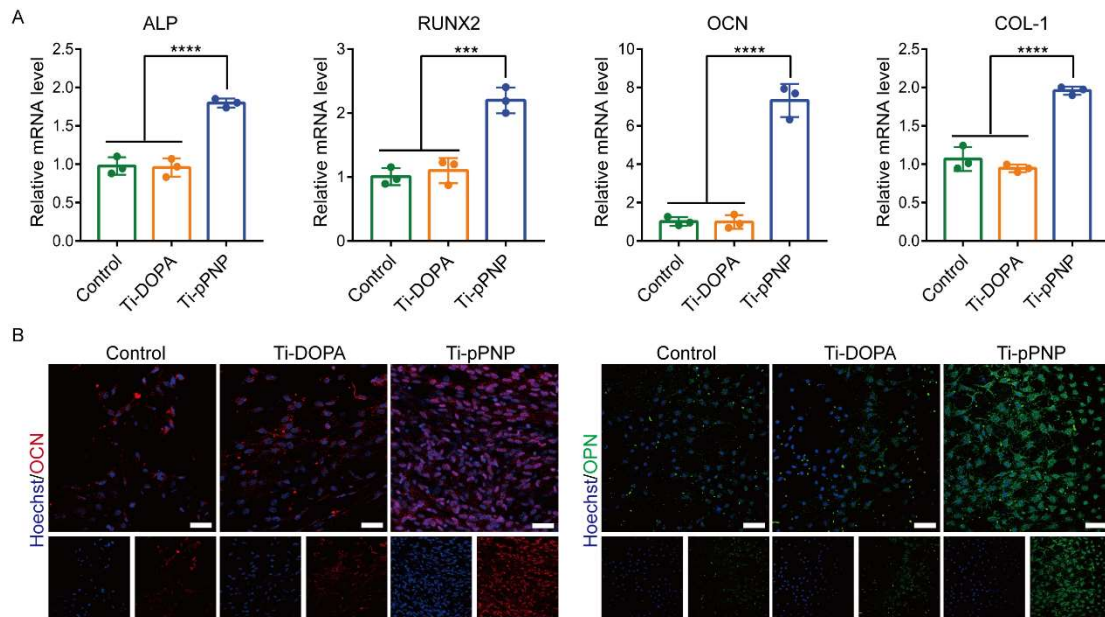 A
ALP
Relative mRNA level
2.5
2.0
1.5
1.0
0.5
0.0
****
Control
Ti-DOPA
Ti-pPNP
RUNX2
Relative mRNA level
3
2
1
0
***
Control
Ti-DOPA
Ti-pPNP
OCN
Relative mRNA level
10
8
6
4
2
0
****
Control
Ti-DOPA
Ti-pPNP
COL-1
Relative mRNA level
2.5
2.0
1.5
1.0
0.5
0.0
****
Control
Ti-DOPA
Ti-pPNP
B
Control
Ti-DOPA
Ti-pPNP
Hoechst/OCN
Control
Ti-DOPA
Ti-pPNP
Hoechst/OPN